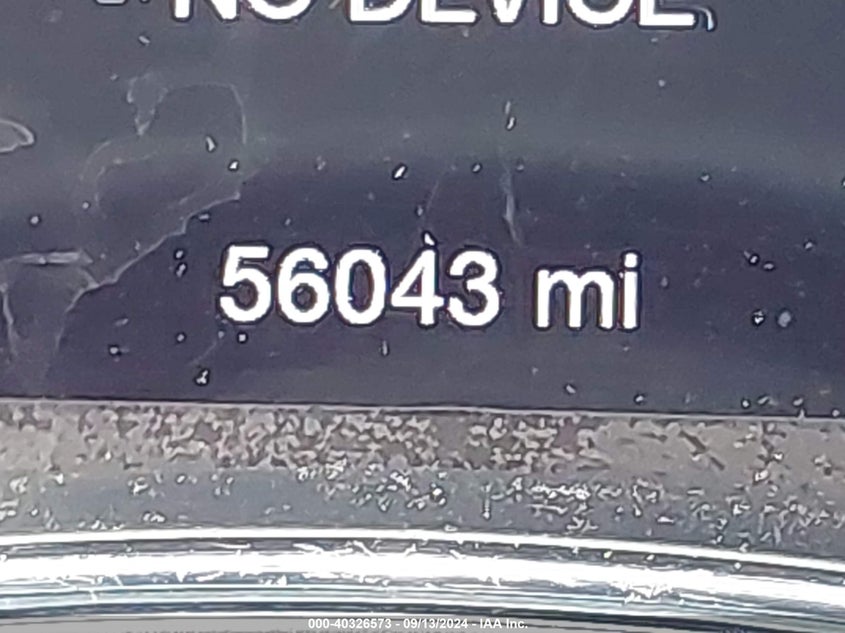 NO DEVICE
56043 mi
000-40326573 - 09/13/2024 - IAA Inc.